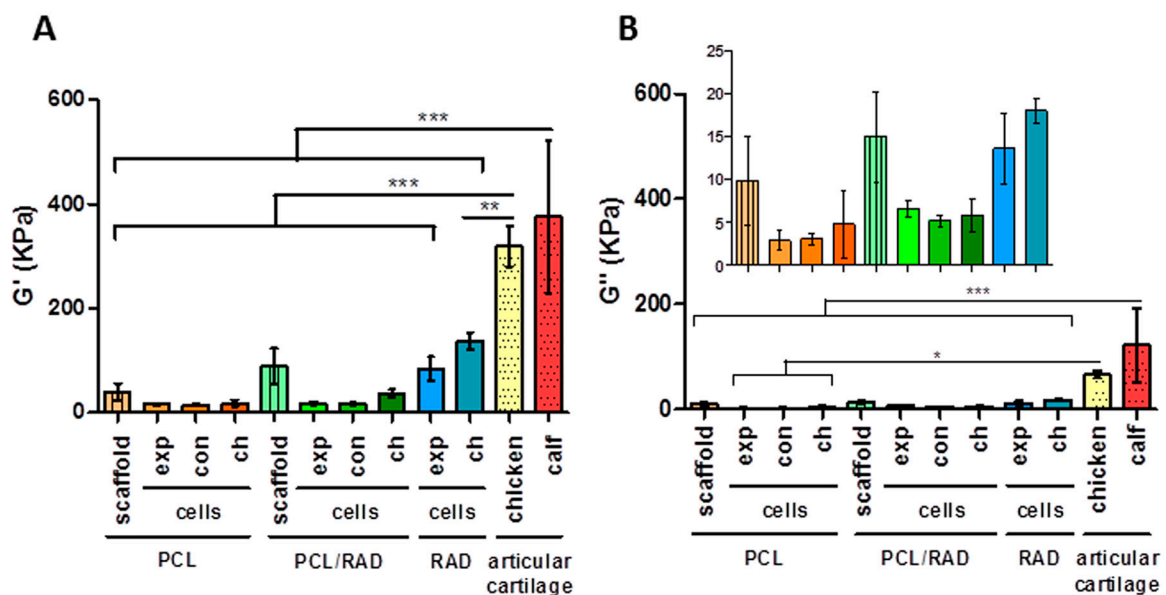 A
G' (KPa)
600
400
200
0
***
***
**
scaffold
exp
con
ch
scaffold
exp
con
ch
exp
ch
chicken
calf
cells
cells
cells
PCL
PCL/RAD
RAD
articular
cartilage
B
G'' (KPa)
600
400
200
0
25
20
15
10
5
0
***
*
scaffold
exp
con
ch
scaffold
exp
con
ch
exp
ch
chicken
calf
cells
cells
cells
PCL
PCL/RAD
RAD
articular
cartilage